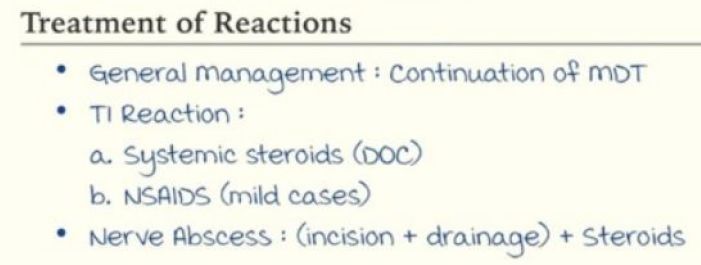 Treatment of Reactions
• General management : Continuation of MDT
• TI Reaction :
a. Systemic steroids (DOC)
b. NSAIDS (mild cases)
• Nerve Abscess : (incision + drainage) + Steroids